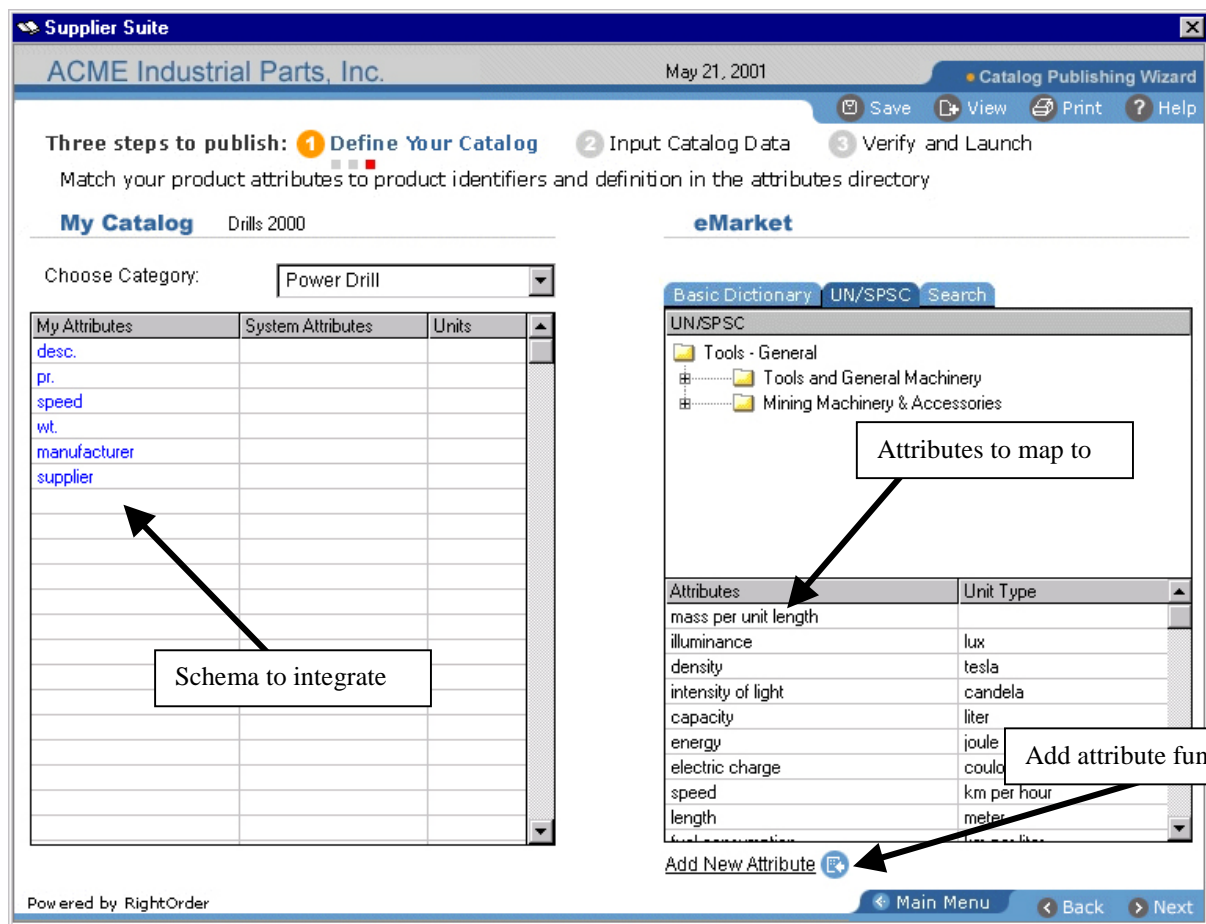 Supplier Suite
ACME Industrial Parts, Inc.
May 21, 2001
Catalog Publishing Wizard
Save View Print ? Help
Three steps to publish: 1 Define Your Catalog 2 Input Catalog Data 3 Verify and Launch
Match your product attributes to product identifiers and definition in the attributes directory
My Catalog Drills 2000
Choose Category: Power Drill
My Attributes System Attributes Units
desc.
pr.
speed
wt.
manufacturer
supplier
Schema to integrate
eMarket
Basic Dictionary UN/SPSC Search
UN/SPSC
Tools - General
Tools and General Machinery
Mining Machinery & Accessories
Attributes to map to
Attributes Unit Type
mass per unit length
illuminance lux
density tesla
intensity of light candela
capacity liter
energy joule
electric charge coulo
Add attribute fun
speed km per hour
length meter
Add New Attribute
Powered by RightOrder
Main Menu Back Next